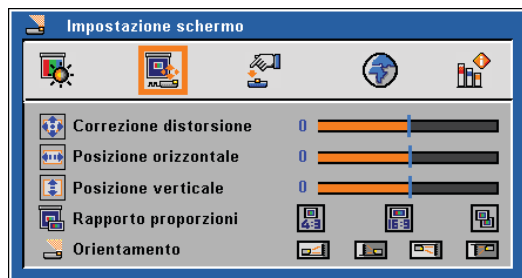 Impostazione schermo
Correzione distorsione 0
Posizione orizzontale 0
Posizione verticale 0
Rapporto proporzioni 4:3 16:9
Orientamento